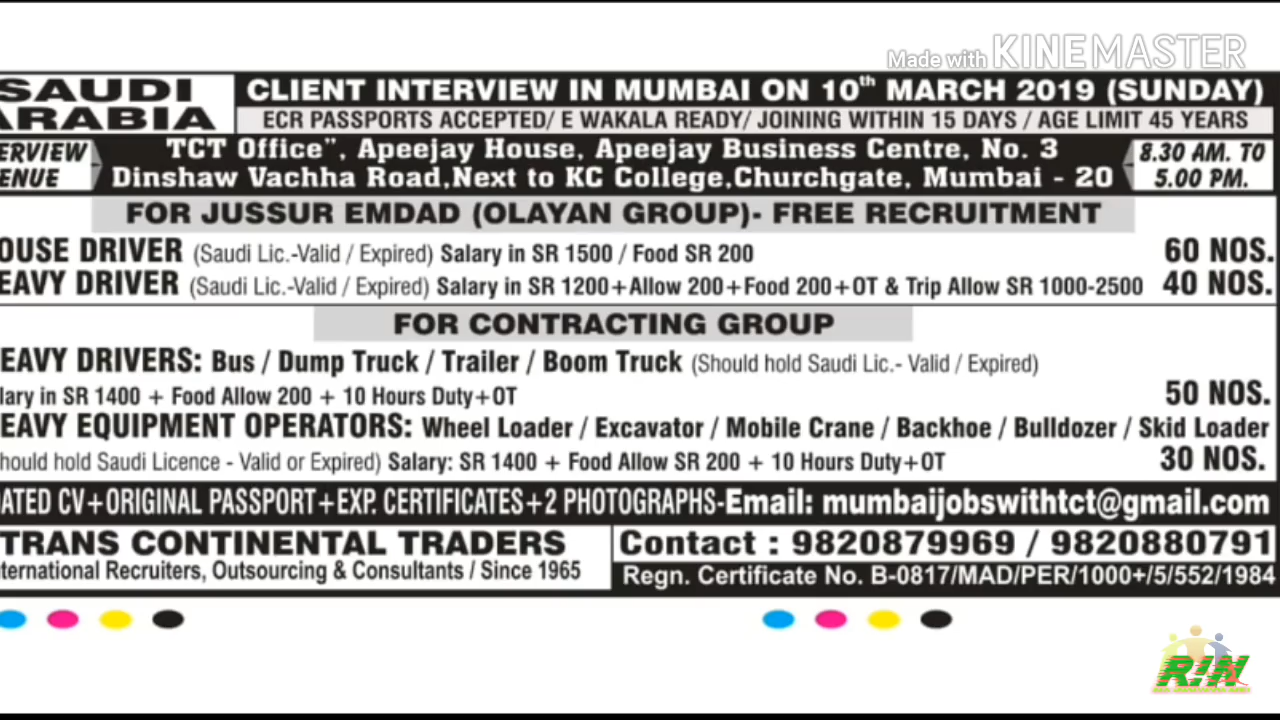 Made with KINEMASTER
SAUDI
ARABIA
CLIENT INTERVIEW IN MUMBAI ON 10th MARCH 2019 (SUNDAY)
ECR PASSPORTS ACCEPTED/ E WAKALA READY/ JOINING WITHIN 15 DAYS / AGE LIMIT 45 YEARS
ERVIEW
ENUE
TCT Office", Apeejay House, Apeejay Business Centre, No. 3
Dinshaw Vachha Road,Next to KC College,Churchgate, Mumbai - 20
8.30 AM. TO
5.00 PM.
FOR JUSSUR EMDAD (OLAYAN GROUP)- FREE RECRUITMENT
OUSE DRIVER (Saudi Lic.-Valid / Expired) Salary in SR 1500 / Food SR 200 60 NOS.
EAVY DRIVER (Saudi Lic.-Valid / Expired) Salary in SR 1200+Allow 200+Food 200+OT & Trip Allow SR 1000-2500 40 NOS.
FOR CONTRACTING GROUP
EAVY DRIVERS: Bus / Dump Truck / Trailer / Boom Truck (Should hold Saudi Lic.- Valid / Expired)
lary in SR 1400 + Food Allow 200 + 10 Hours Duty+OT 50 NOS.
EAVY EQUIPMENT OPERATORS: Wheel Loader / Excavator / Mobile Crane / Backhoe / Bulldozer / Skid Loader
hould hold Saudi Licence - Valid or Expired) Salary: SR 1400 + Food Allow SR 200 + 10 Hours Duty+OT 30 NOS.
DATED CV+ORIGINAL PASSPORT+EXP. CERTIFICATES+2 PHOTOGRAPHS-Email: mumbaijobswithtct@gmail.com
TRANS CONTINENTAL TRADERS
ternational Recruiters, Outsourcing & Consultants / Since 1965
Contact : 9820879969 / 9820880791
Regn. Certificate No. B-0817/MAD/PER/1000+/5/552/1984
RIN